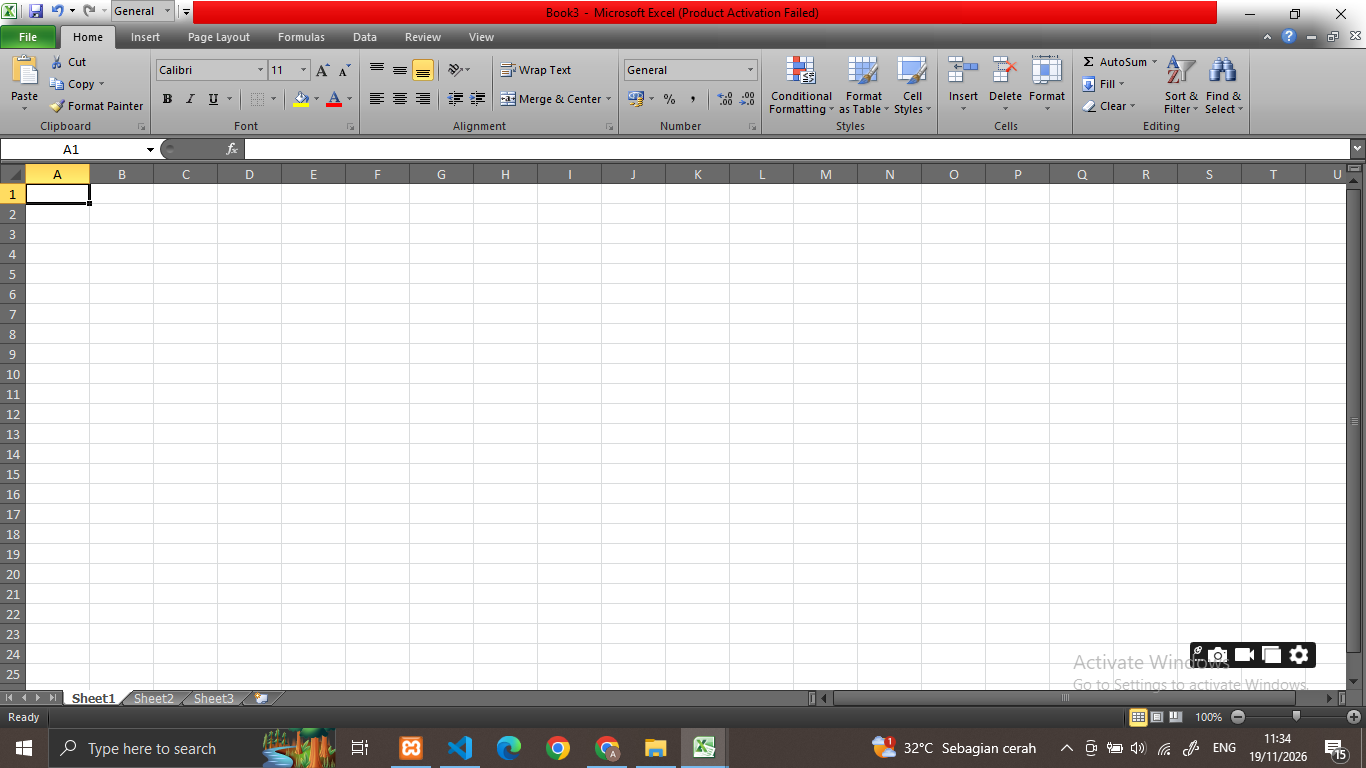 General
Book3 - Microsoft Excel (Product Activation Failed)
File Home Insert Page Layout Formulas Data Review View
Paste
Cut
Copy
Format Painter
Clipboard
Calibri 11
B I U
A
Font
Wrap Text
Merge & Center
Alignment
General
% ,
Number
Conditional Formatting
Format as Table
Cell Styles
Styles
Insert Delete Format
Cells
Σ AutoSum
Fill
Clear
Sort & Filter
Find & Select
Editing
A1 fx
A B C D E F G H I J K L M N O P Q R S T U
1
2
3
4
5
6
7
8
9
10
11
12
13
14
15
16
17
18
19
20
21
22
23
24
25
Activate Windows
Go to Settings to activate Windows.
Sheet1 Sheet2 Sheet3
Ready
100%
Type here to search
1
32°C Sebagian cerah
ENG
11:34
19/11/2026
15